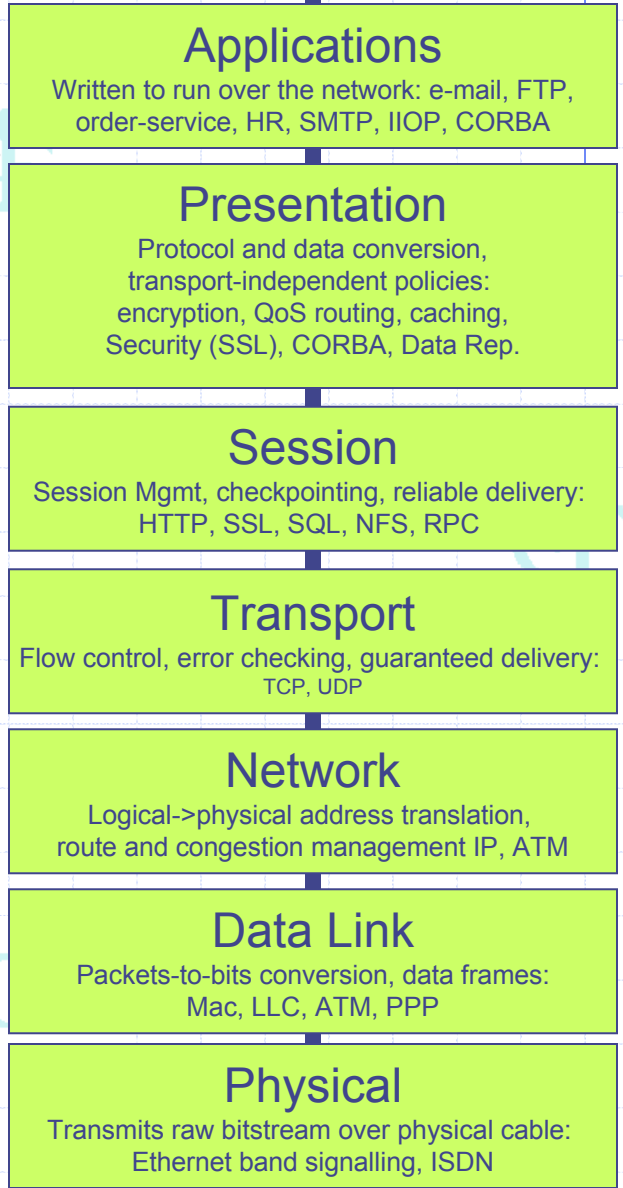 Applications
Written to run over the network: e-mail, FTP,
order-service, HR, SMTP, IIOP, CORBA
Presentation
Protocol and data conversion,
transport-independent policies:
encryption, QoS routing, caching,
Security (SSL), CORBA, Data Rep.
Session
Session Mgmt, checkpointing, reliable delivery:
HTTP, SSL, SQL, NFS, RPC
Transport
Flow control, error checking, guaranteed delivery:
TCP, UDP
Network
Logical->physical address translation,
route and congestion management IP, ATM
Data Link
Packets-to-bits conversion, data frames:
Mac, LLC, ATM, PPP
Physical
Transmits raw bitstream over physical cable:
Ethernet band signalling, ISDN